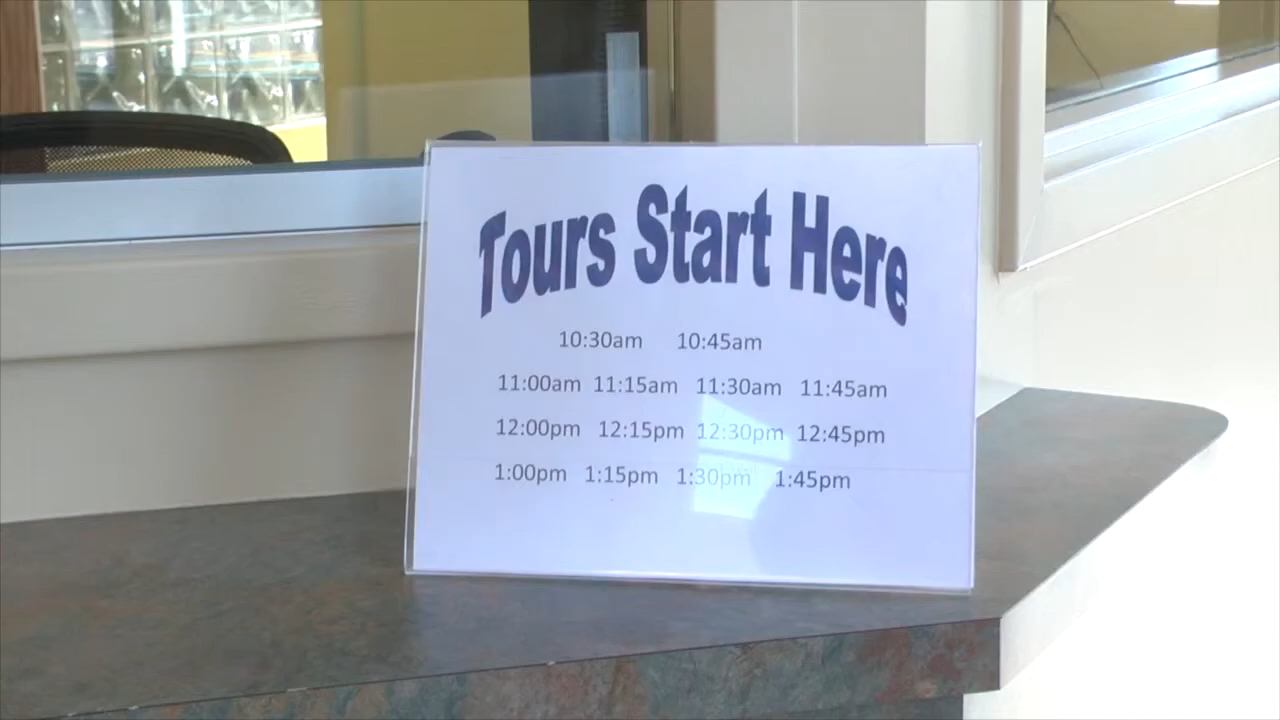 Tours Start Here
10:30am 10:45am
11:00am 11:15am 11:30am 11:45am
12:00pm 12:15pm 12:30pm 12:45pm
1:00pm 1:15pm 1:30pm 1:45pm